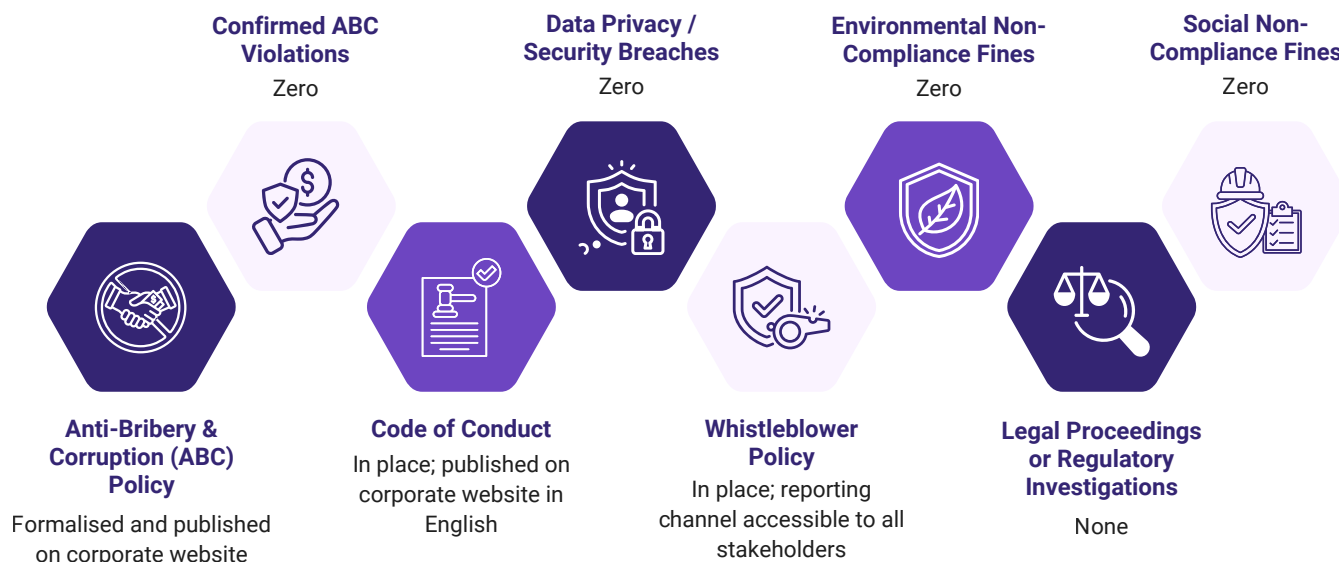 Confirmed ABC
Violations
Zero
Data Privacy /
Security Breaches
Zero
Environmental Non-
Compliance Fines
Zero
Social Non-
Compliance Fines
Zero
Anti-Bribery &
Corruption (ABC)
Policy
Formalised and published
on corporate website
Code of Conduct
In place; published on
corporate website in
English
Whistleblower
Policy
In place; reporting
channel accessible to all
stakeholders
Legal Proceedings
or Regulatory
Investigations
None